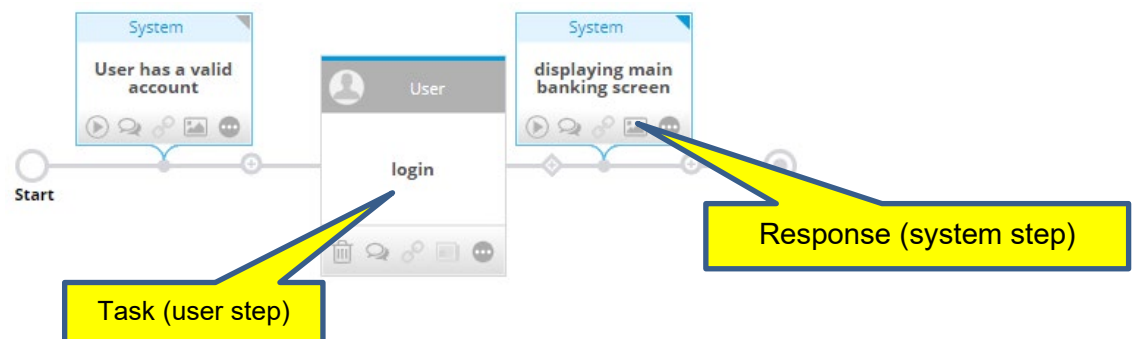 System
User has a valid
account
User
login
System
displaying main
banking screen
Start
Task (user step)
Response (system step)